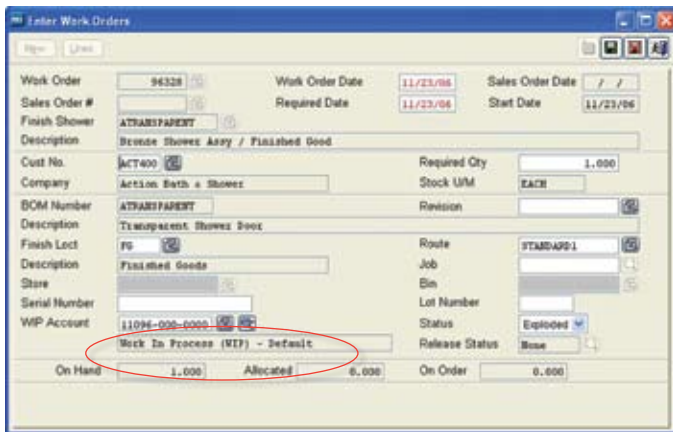 Enter Work Orders
New Lines
Work Order 96328 Work Order Date 11/23/06 Sales Order Date / /
Sales Order # Required Date 11/23/06 Start Date 11/23/06
Finish Shower ATRANSPARENT
Description Bronze Shower Assy / Finished Good
Cust No. ACT400 Required Qty 1.000
Company Action Bath & Shower Stock U/M EACH
BOM Number ATRANSPARENT Revision
Description Transparent Shower Door
Finish Loct FG Route STANDARD1
Description Finished Goods Job
Store Bin
Serial Number Lot Number
WIP Account 11096-000-0000 Status Exploded
Work In Process (WIP) - Default Release Status None
On Hand 1.000 Allocated 0.000 On Order 0.000